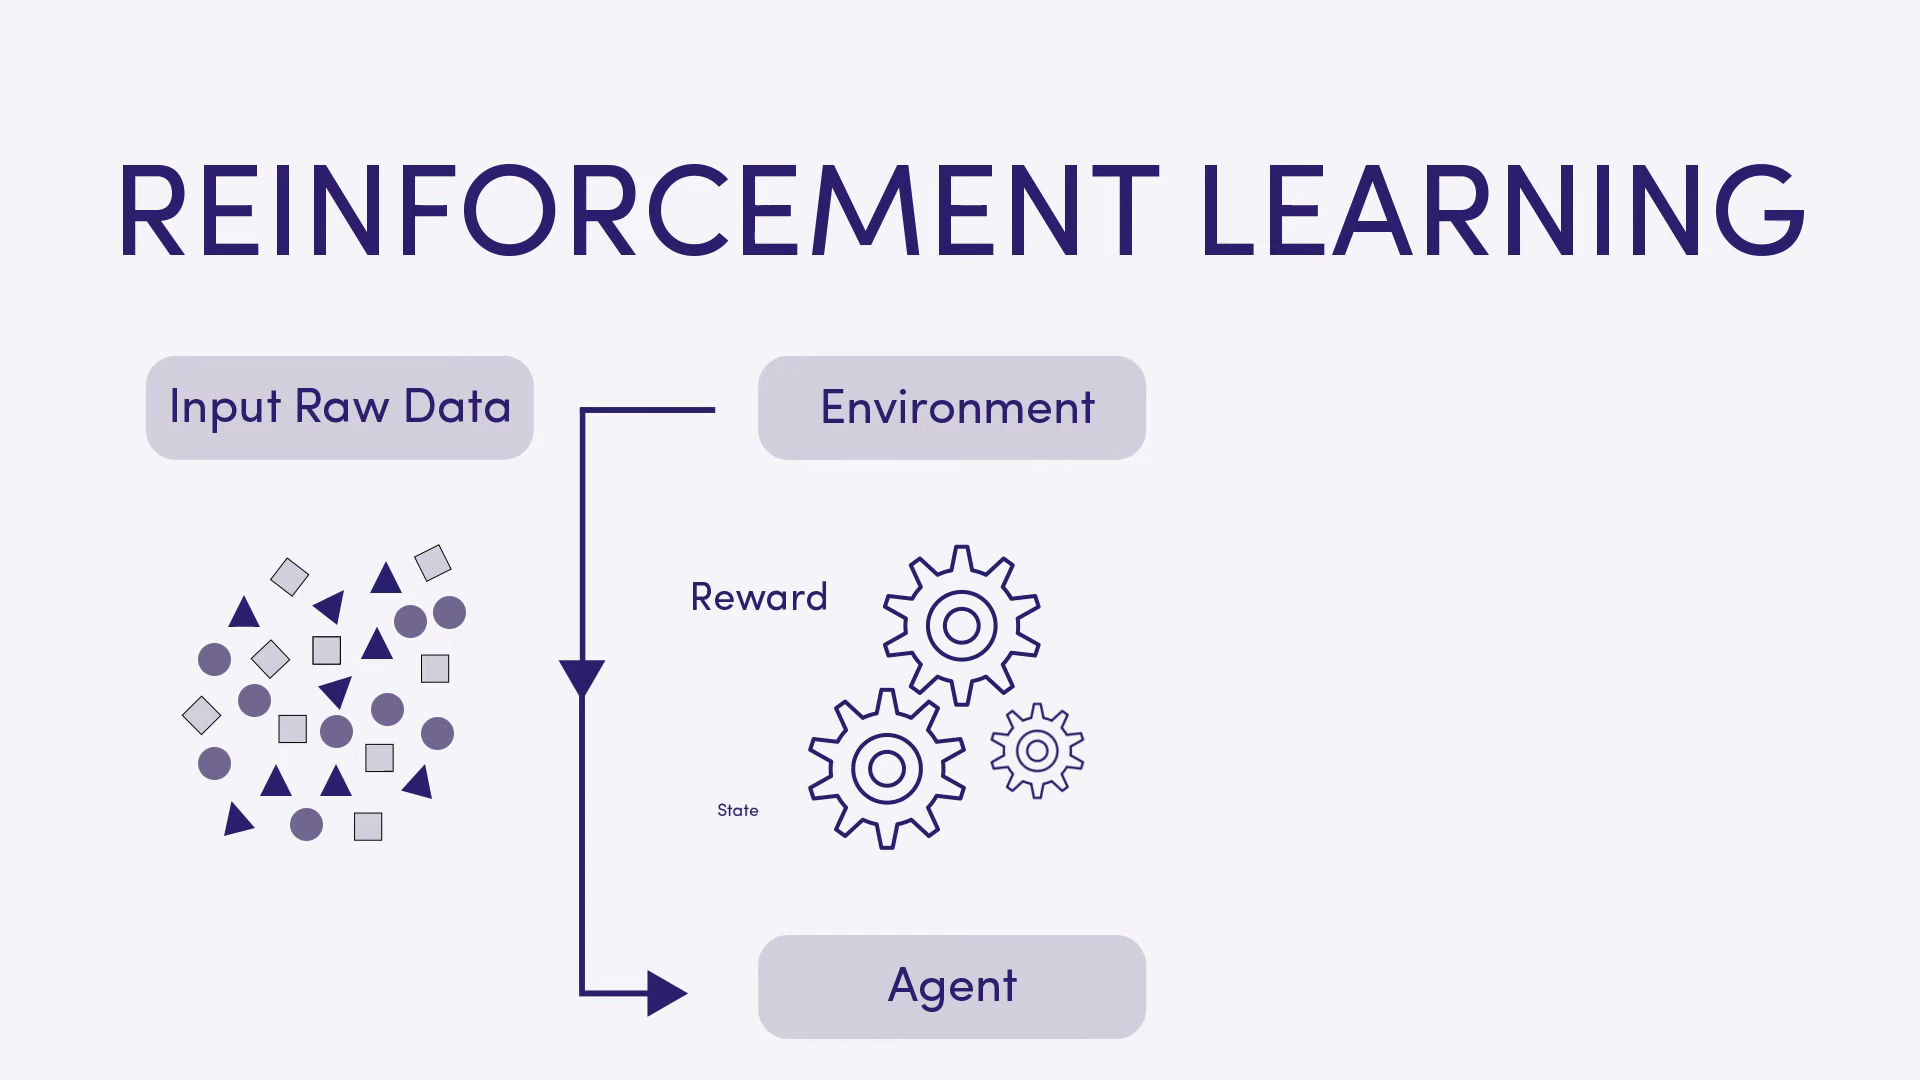 REINFORCEMENT LEARNING
Input Raw Data
Environment
Reward
State
Agent